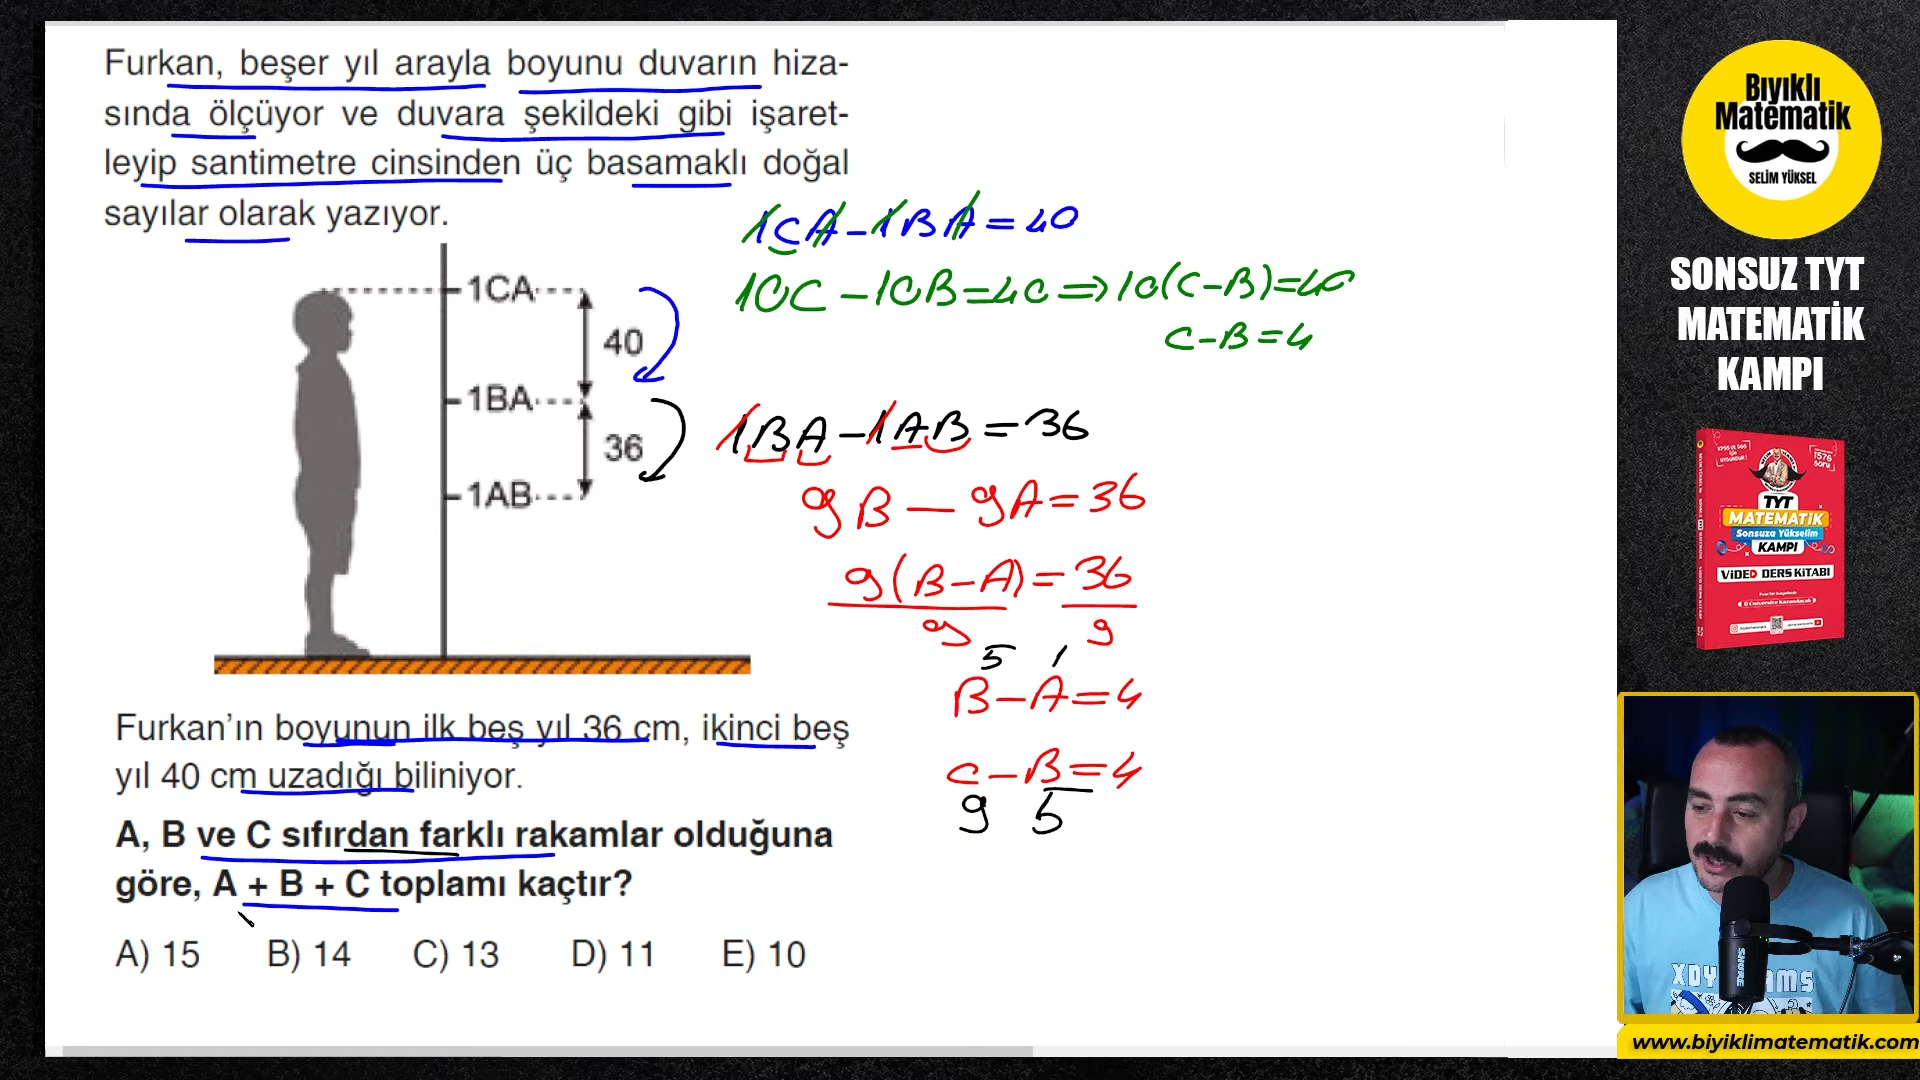 Furkan, beşer yıl arayla boyunu duvarın hiza-
sında ölçüyor ve duvara şekildeki gibi işaret-
leyip santimetre cinsinden üç basamaklı doğal
sayılar olarak yazıyor.
1CA
40
1BA
36
1AB
Furkan'ın boyunun ilk beş yıl 36 cm, ikinci beş
yıl 40 cm uzadığı biliniyor.
A, B ve C sıfırdan farklı rakamlar olduğuna
göre, A + B + C toplamı kaçtır?
A) 15 B) 14 C) 13 D) 11 E) 10
1CA-1BA=40
10C-10B=40⇒10(C-B)=40
C-B=4
1BA-1AB=36
9B-9A=36
9(B-A)=36
9 9
5 1
B-A=4
C-B=4
9 5
Bıyıklı
Matematik
SELİM YÜKSEL
SONSUZ TYT
MATEMATİK
KAMPI
TYT
MATEMATİK
Sonsuza Yükselim
KAMPI
VİDEO DERS KİTABI
SHURE
www.biyiklimatematik.com